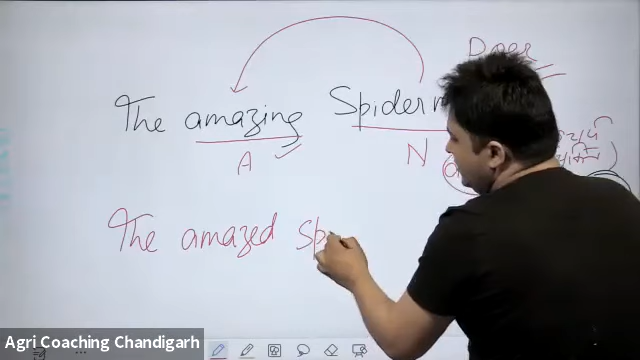 Doer
The amazing Spiderm
A N
The amazed Sp
Agri Coaching Chandigarh